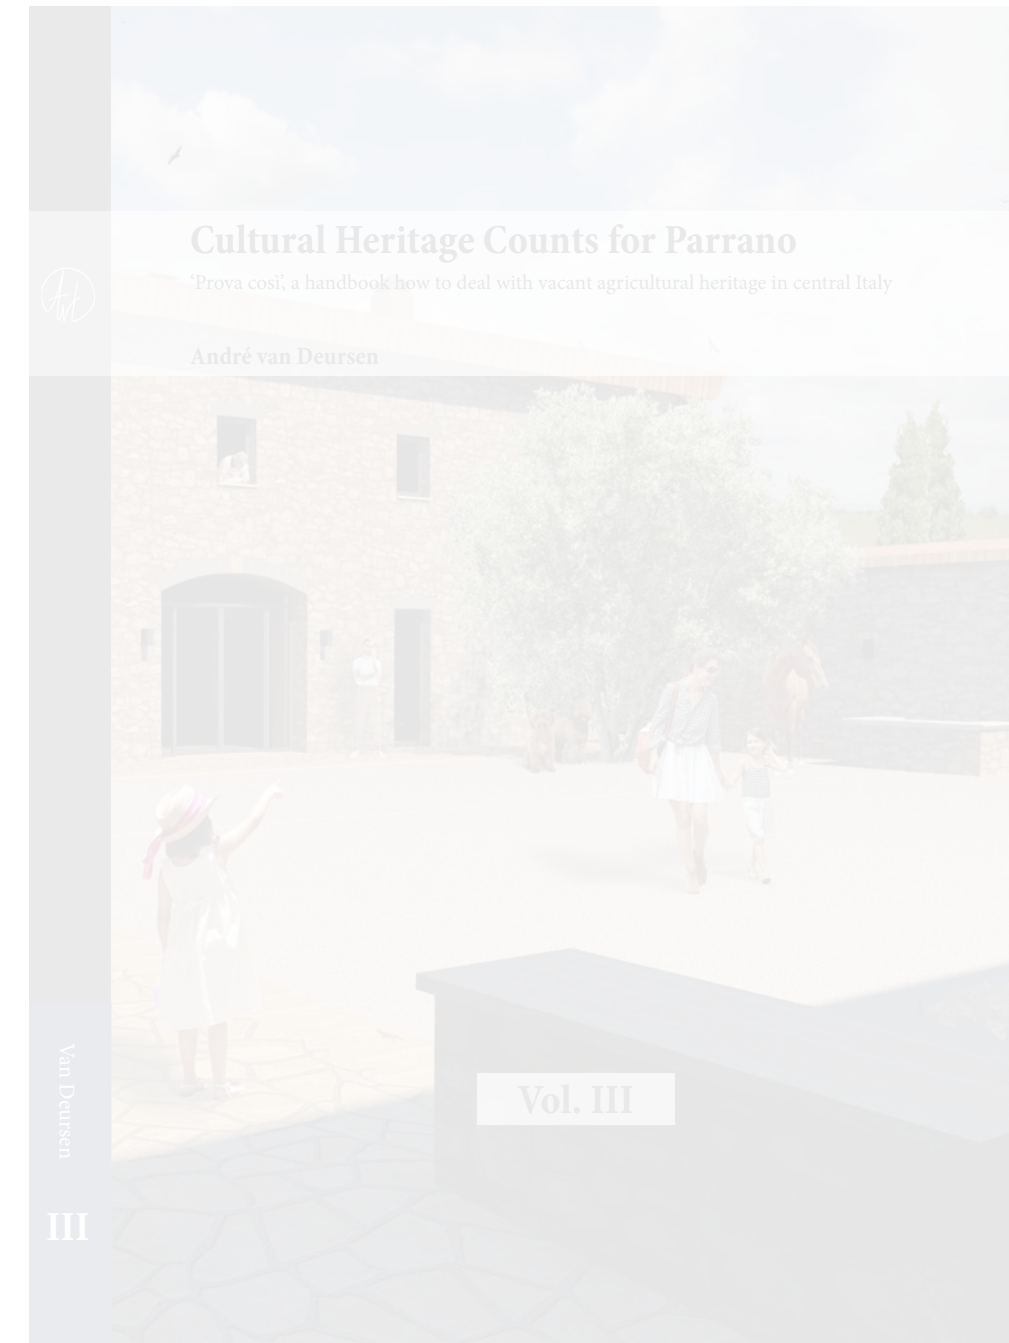 Cultural Heritage Counts for Parrano
‘Prova così’, a handbook how to deal with vacant agricultural heritage in central Italy
André van Deursen
Vol. III
Van Deursen
III